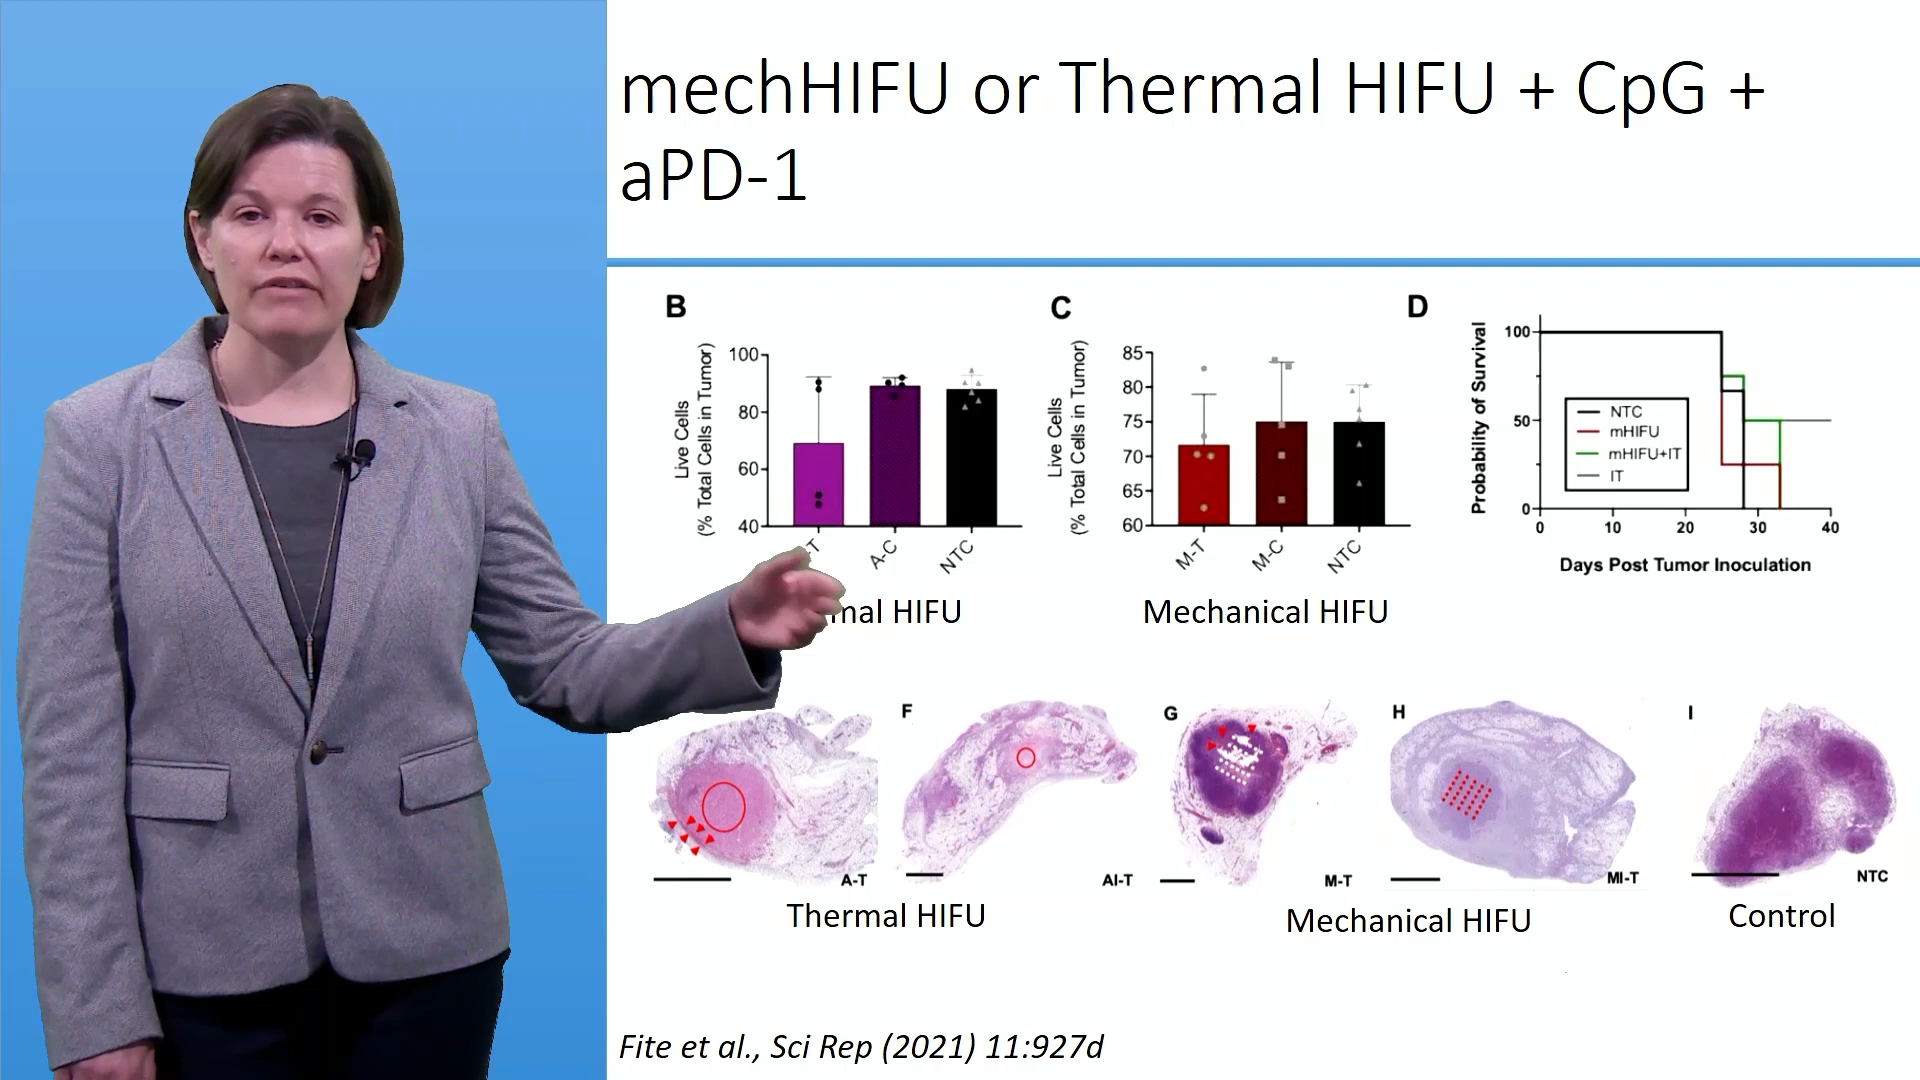 mechHIFU or Thermal HIFU + CpG +
aPD-1
B
Live Cells
(% Total Cells in Tumor)
100
80
60
40
A-C
NTC
mal HIFU
C
Live Cells
(% Total Cells in Tumor)
85
80
75
70
65
60
M-T
M-C
NTC
Mechanical HIFU
D
Probability of Survival
100
50
0
NTC
mHIFU
mHIFU+IT
IT
0 10 20 30 40
Days Post Tumor Inoculation
F
G
H
I
A-T
AI-T
M-T
MI-T
NTC
Thermal HIFU
Mechanical HIFU
Control
Fite et al., Sci Rep (2021) 11:927d